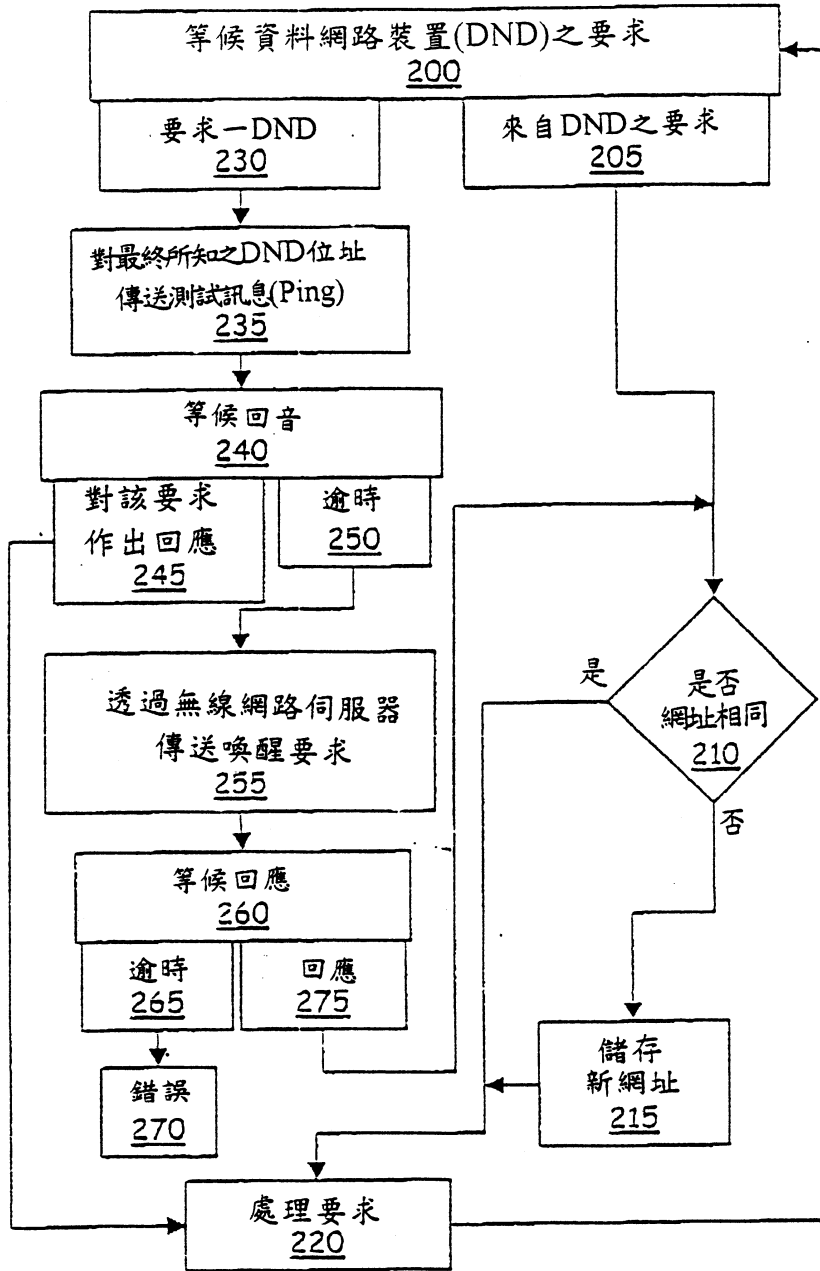 等候資料網路裝置(DND)之要求
200
要求一DND
230
來自DND之要求
205
對最終所知之DND位址
傳送測試訊息(Ping)
235
等候回音
240
對該要求
作出回應
245
逾時
250
透過無線網路伺服器
傳送喚醒要求
255
是
是否
網址相同
210
否
等候回應
260
逾時
265
回應
275
錯誤
270
儲存
新網址
215
處理要求
220